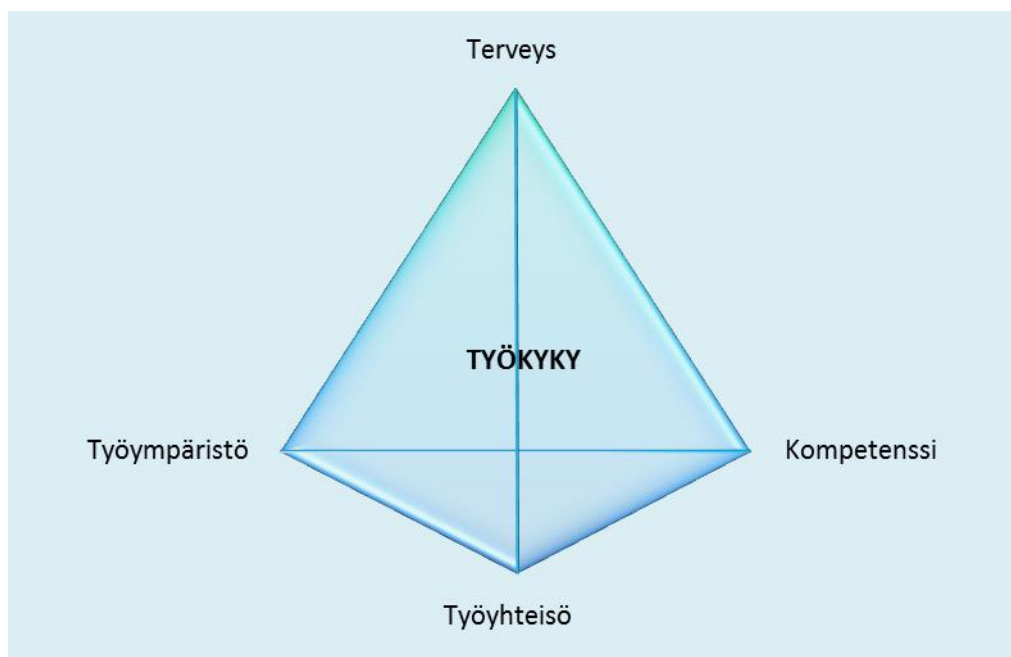 Terveys
TYÖKYKY
Työympäristö
Kompetenssi
Työyhteisö